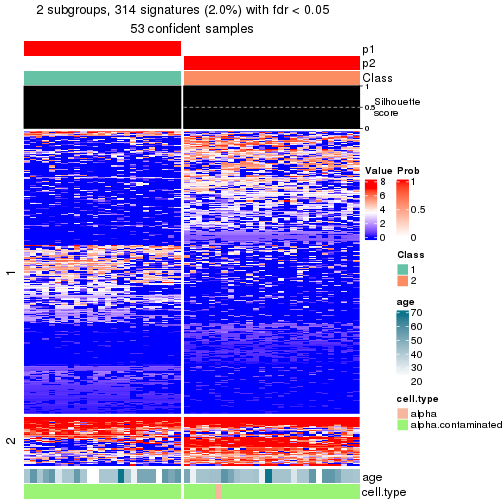 2 subgroups, 314 signatures (2.0%) with fdr < 0.05
53 confident samples
p1
p2
Class
1
0.5
0
Silhouette
score
1
2
age
cell.type
Value
8
6
4
2
0
Prob
1
0.5
0
Class
1
2
age
70
60
50
40
30
20
cell.type
alpha
alpha.contaminated